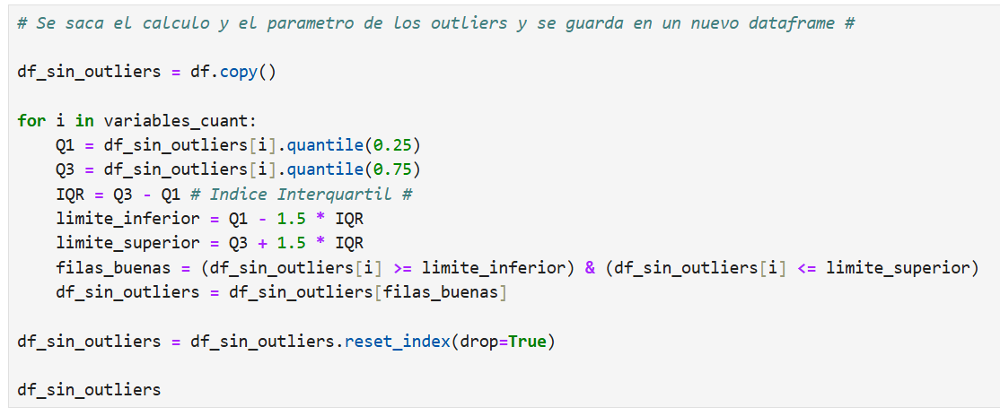 # Se saca el calculo y el parametro de los outliers y se guarda en un nuevo dataframe #
df_sin_outliers = df.copy()
for i in variables_cuant:
    Q1 = df_sin_outliers[i].quantile(0.25)
    Q3 = df_sin_outliers[i].quantile(0.75)
    IQR = Q3 - Q1 # Indice Interquartil #
    limite_inferior = Q1 - 1.5 * IQR
    limite_superior = Q3 + 1.5 * IQR
    filas_buenas = (df_sin_outliers[i] >= limite_inferior) & (df_sin_outliers[i] <= limite_superior)
    df_sin_outliers = df_sin_outliers[filas_buenas]
df_sin_outliers = df_sin_outliers.reset_index(drop=True)
df_sin_outliers